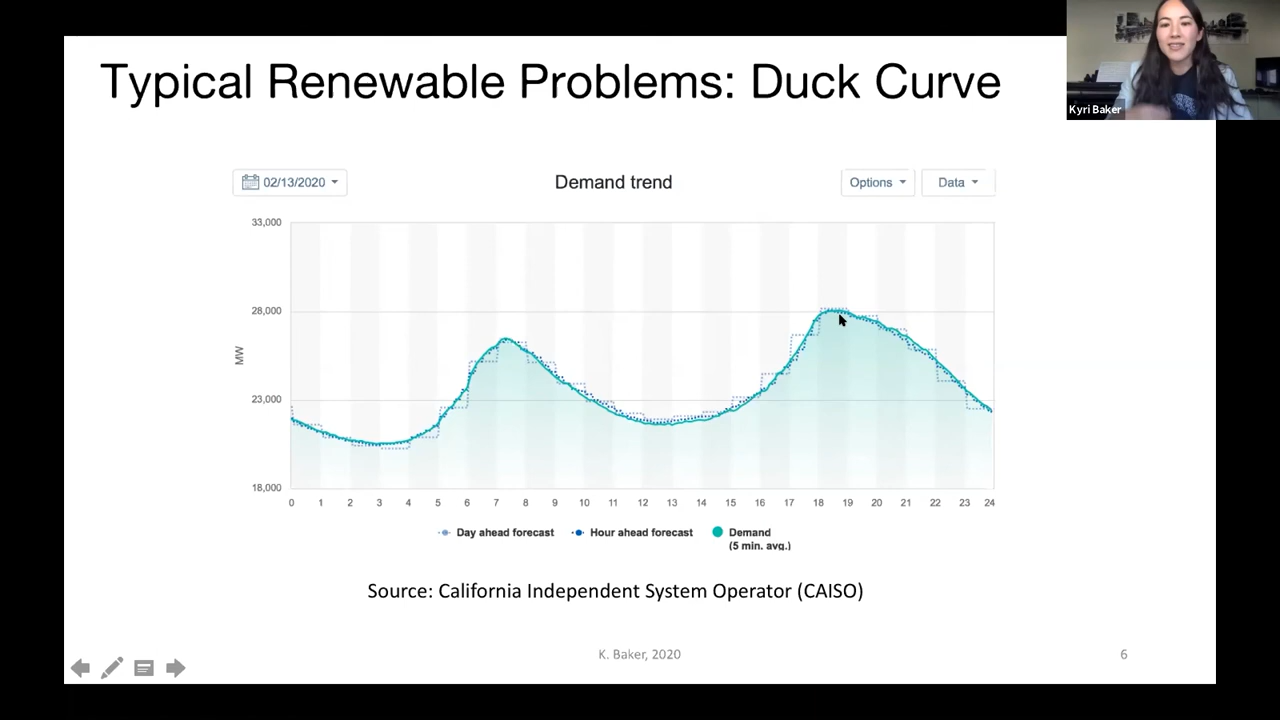 Typical Renewable Problems: Duck Curve
Kyri Baker
02/13/2020
Demand trend
Options
Data
33,000
28,000
23,000
18,000
MW
0 1 2 3 4 5 6 7 8 9 10 11 12 13 14 15 16 17 18 19 20 21 22 23 24
Day ahead forecast
Hour ahead forecast
Demand
(5 min. avg.)
Source: California Independent System Operator (CAISO)
K. Baker, 2020
6